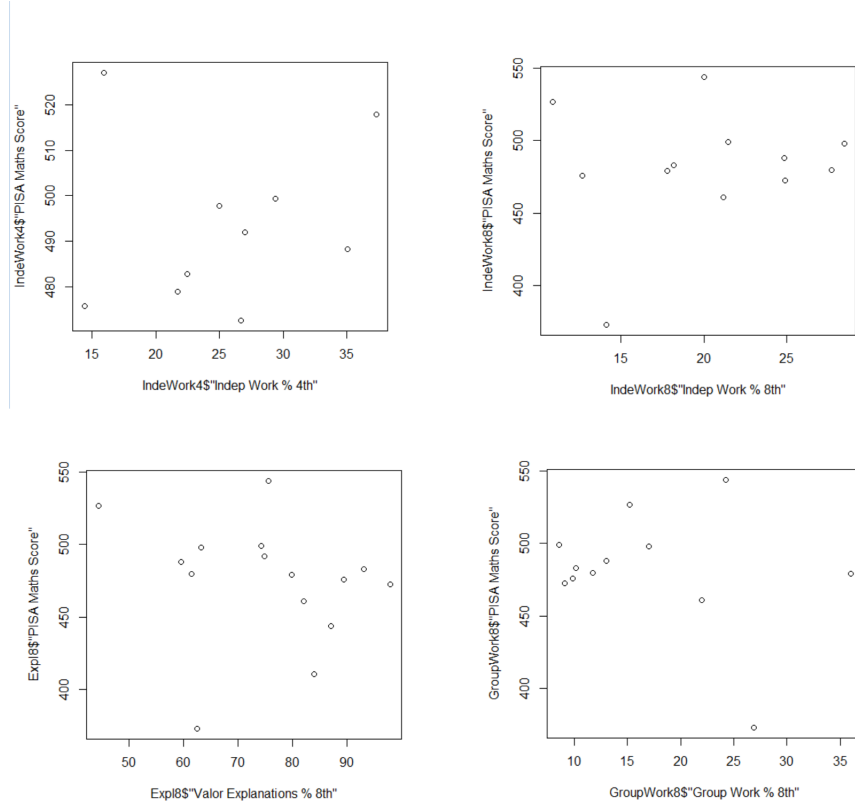 IndeWork4$"PISA Maths Score"
520
510
500
490
480
15 20 25 30 35
IndeWork4$"Indep Work % 4th"
IndeWork8$"PISA Maths Score"
550
500
450
400
15 20 25
IndeWork8$"Indep Work % 8th"
Expl8$"PISA Maths Score"
550
500
450
400
50 60 70 80 90
Expl8$"Valor Explanations % 8th"
GroupWork8$"PISA Maths Score"
550
500
450
400
10 15 20 25 30 35
GroupWork8$"Group Work % 8th"